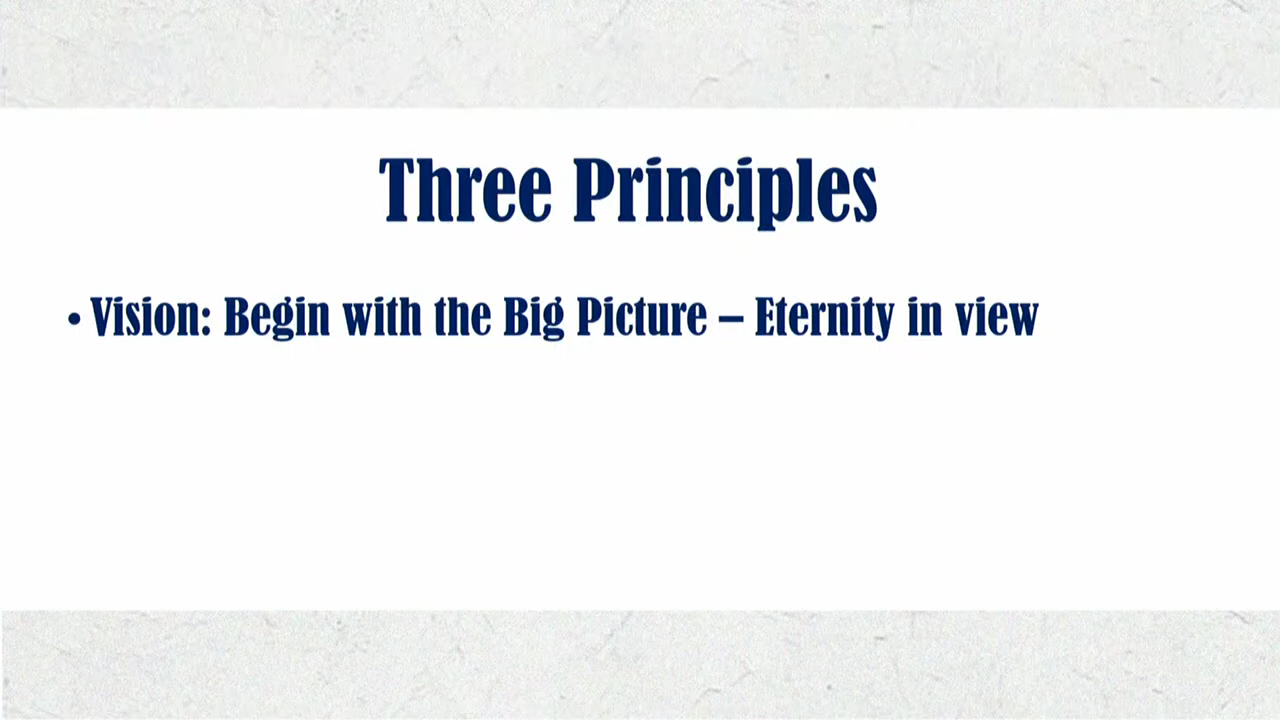 Three Principles
• Vision: Begin with the Big Picture – Eternity in view